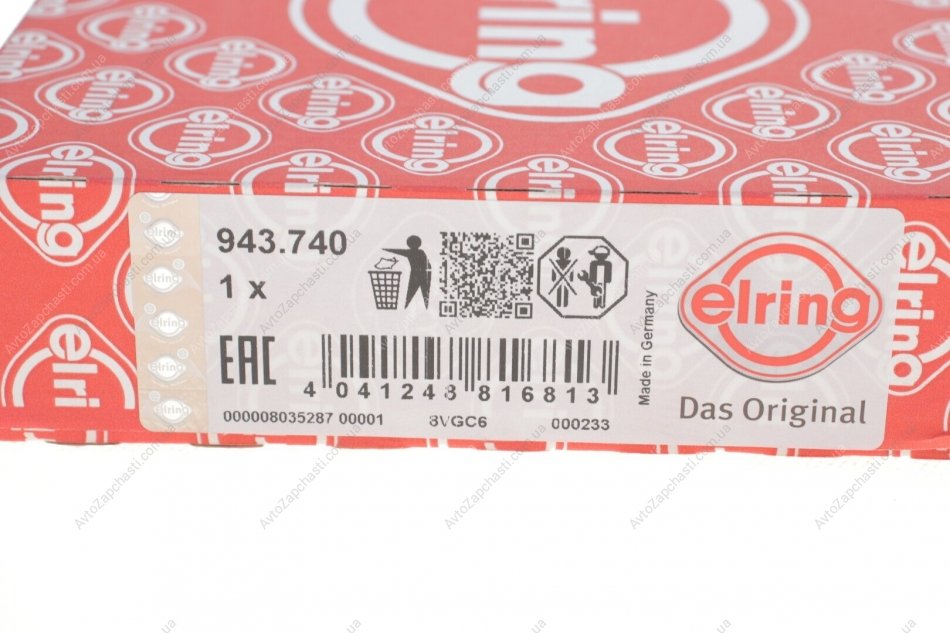 elring
943.740
1 x
EAC
4 041248 816813
000008035287 00001 3VGC6 000233
Made in Germany
elring
Das Original
AvtoZapchasti.com.ua